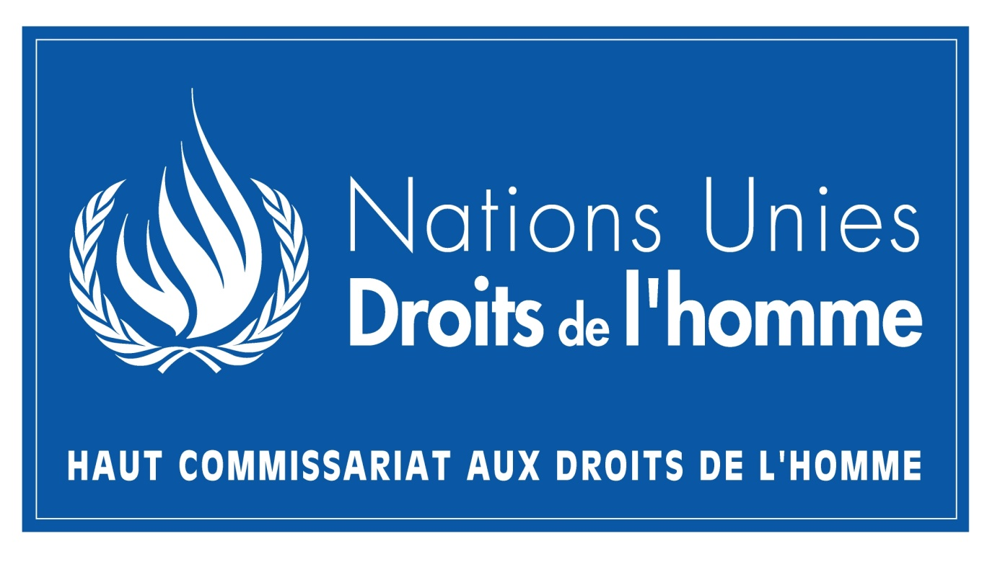 Nations Unies
Droits de l'homme
HAUT COMMISSARIAT AUX DROITS DE L'HOMME